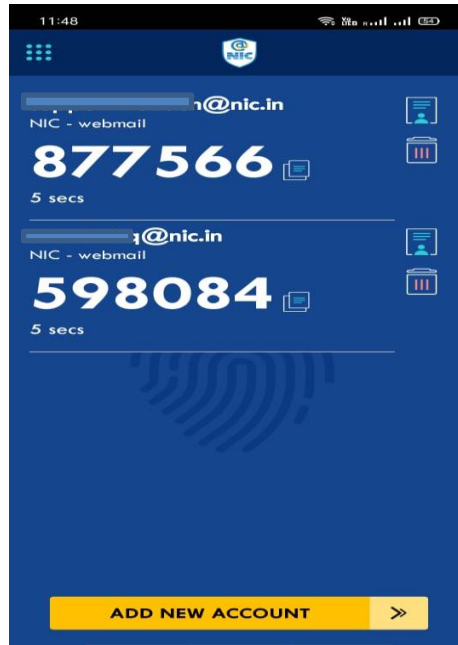 11:48
54
@
NIC
@nic.in
NIC - webmail
877566
5 secs
@nic.in
NIC - webmail
598084
5 secs
ADD NEW ACCOUNT